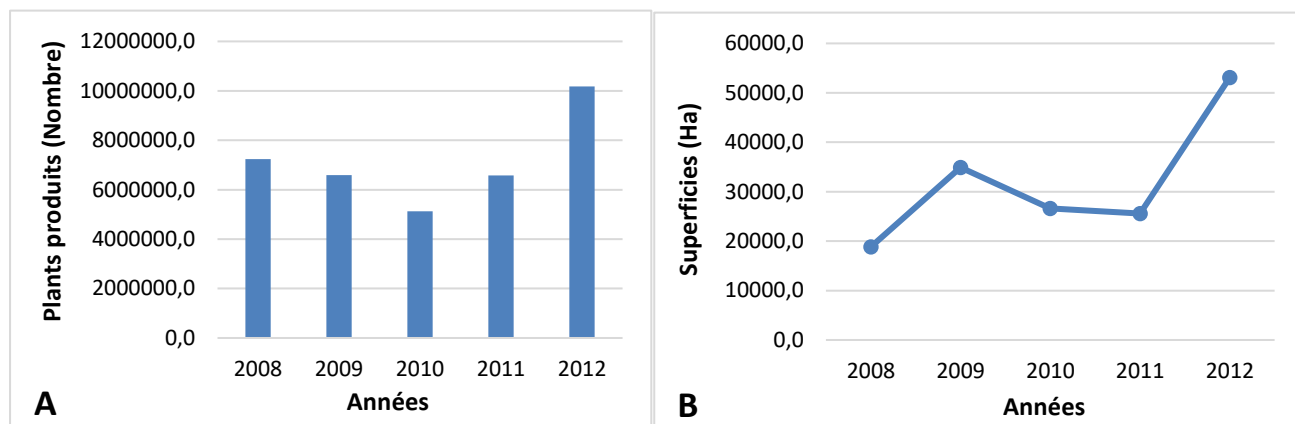 Plants produits (Nombre)
12000000,0
10000000,0
8000000,0
6000000,0
4000000,0
2000000,0
0,0
2008 2009 2010 2011 2012
Années
A
Superficies (Ha)
60000,0
50000,0
40000,0
30000,0
20000,0
10000,0
0,0
2008 2009 2010 2011 2012
Années
B